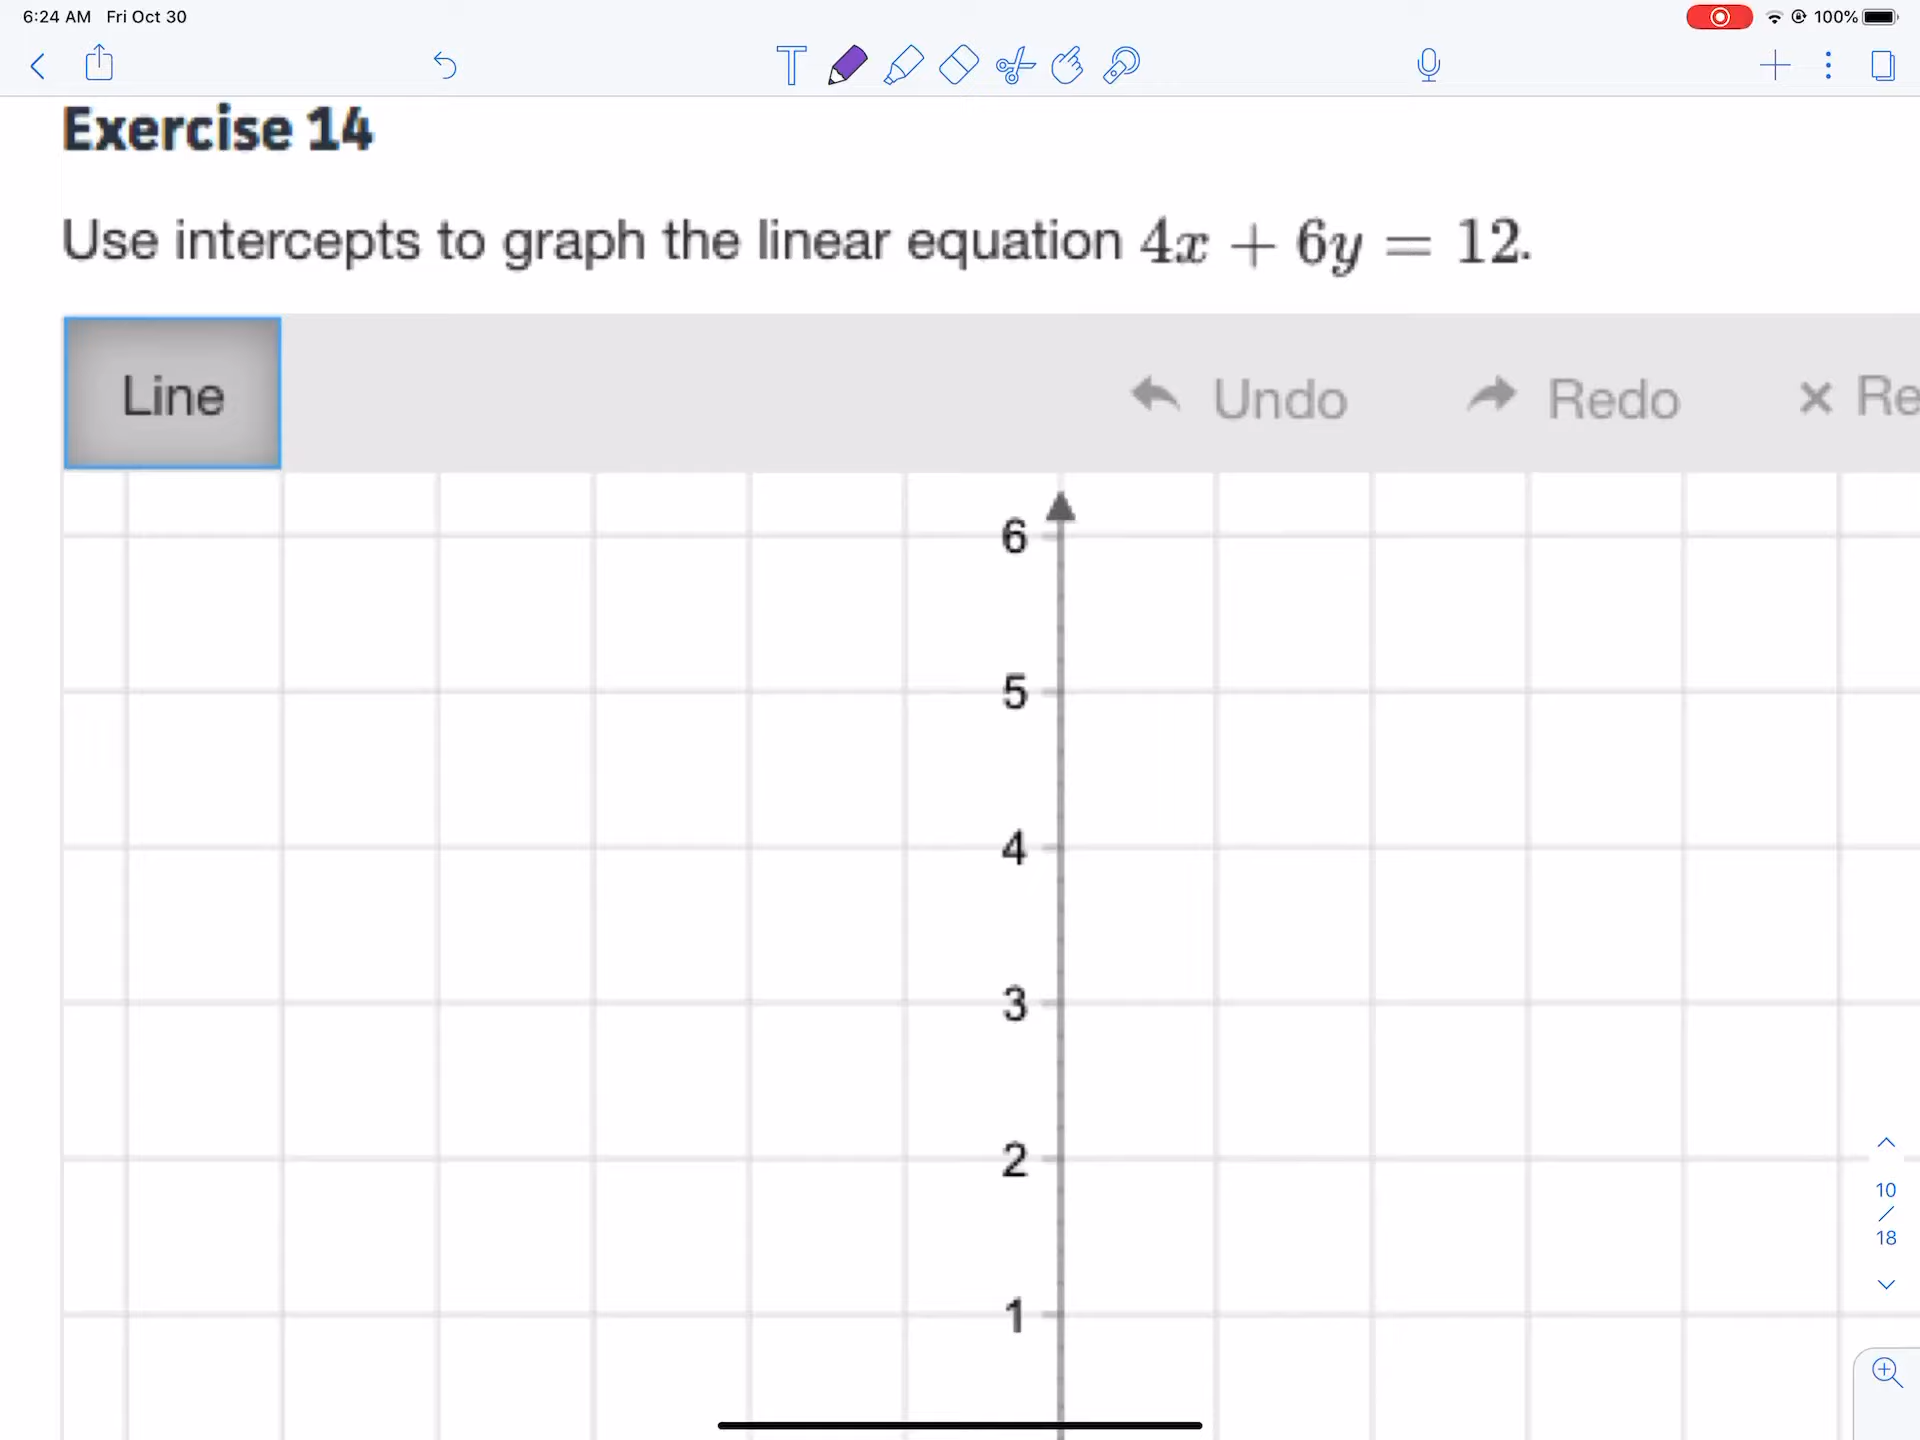 6:24 AM Fri Oct 30 100%
Exercise 14
Use intercepts to graph the linear equation 4x + 6y = 12.
Line Undo Redo × Re
6
5
4
3
2
10
/
18
1